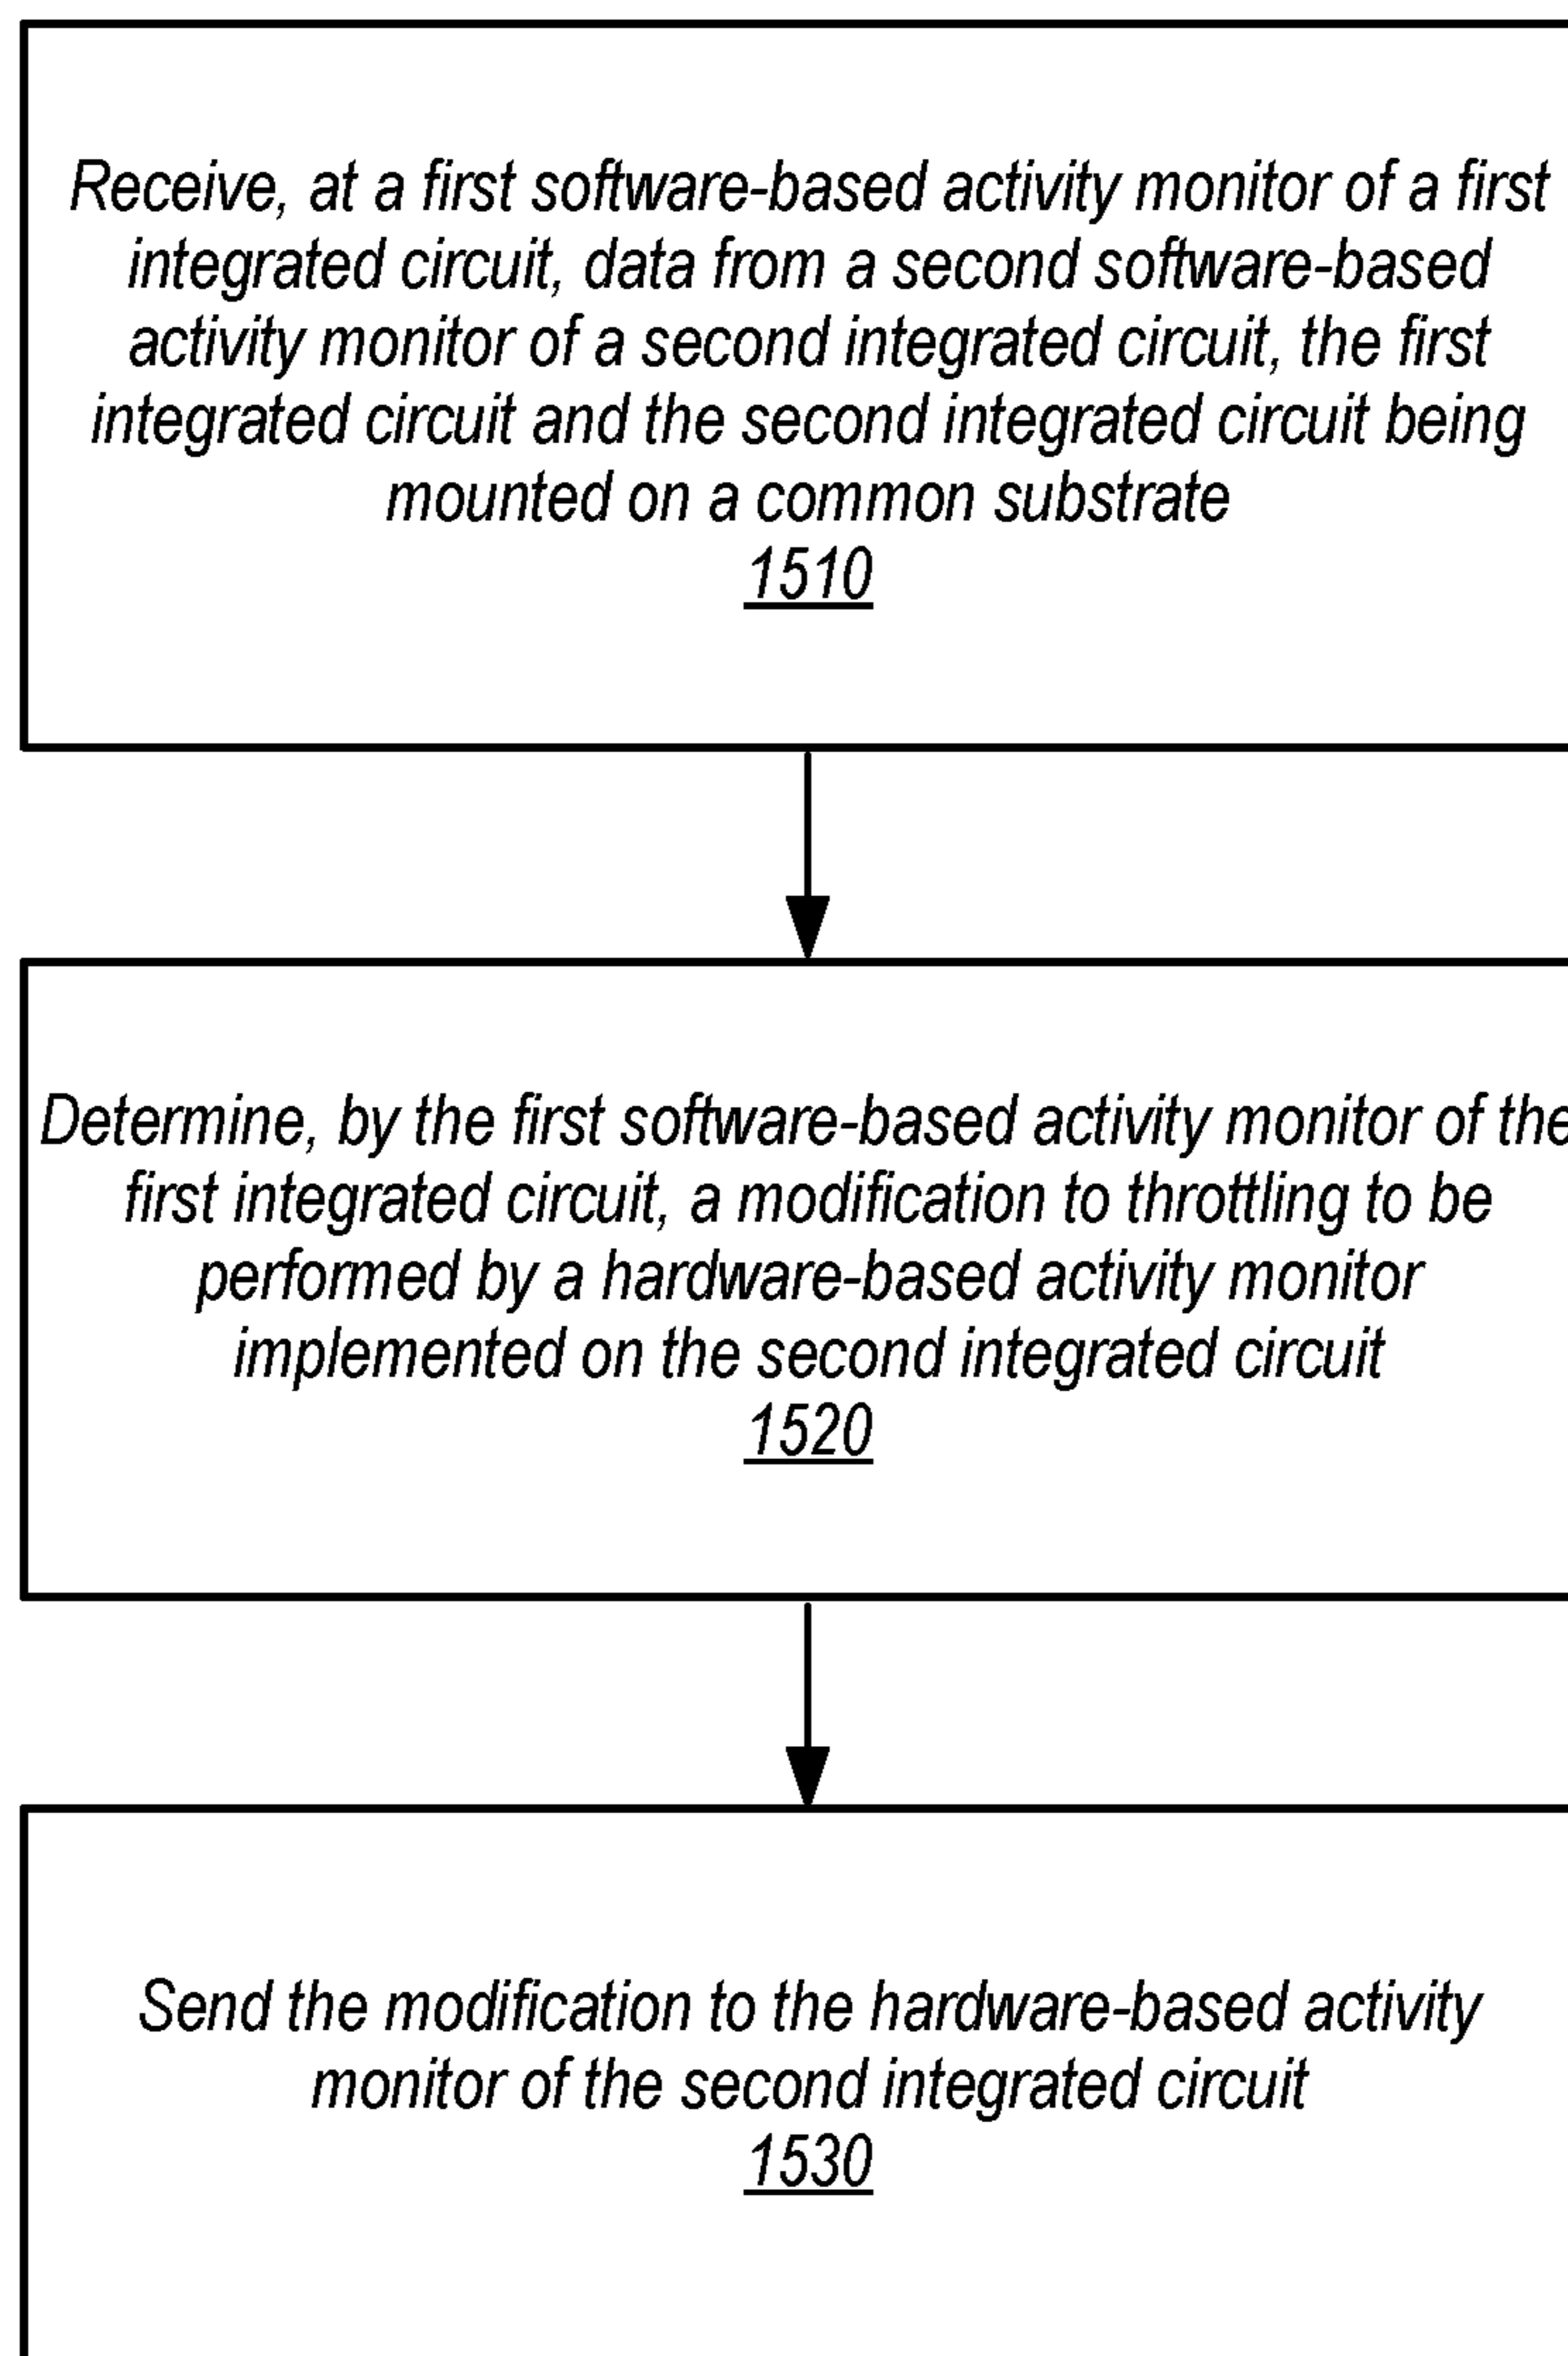 Receive, at a first software-based activity monitor of a first
integrated circuit, data from a second software-based
activity monitor of a second integrated circuit, the first
integrated circuit and the second integrated circuit being
mounted on a common substrate
1510
Determine, by the first software-based activity monitor of the
first integrated circuit, a modification to throttling to be
performed by a hardware-based activity monitor
implemented on the second integrated circuit
1520
Send the modification to the hardware-based activity
monitor of the second integrated circuit
1530